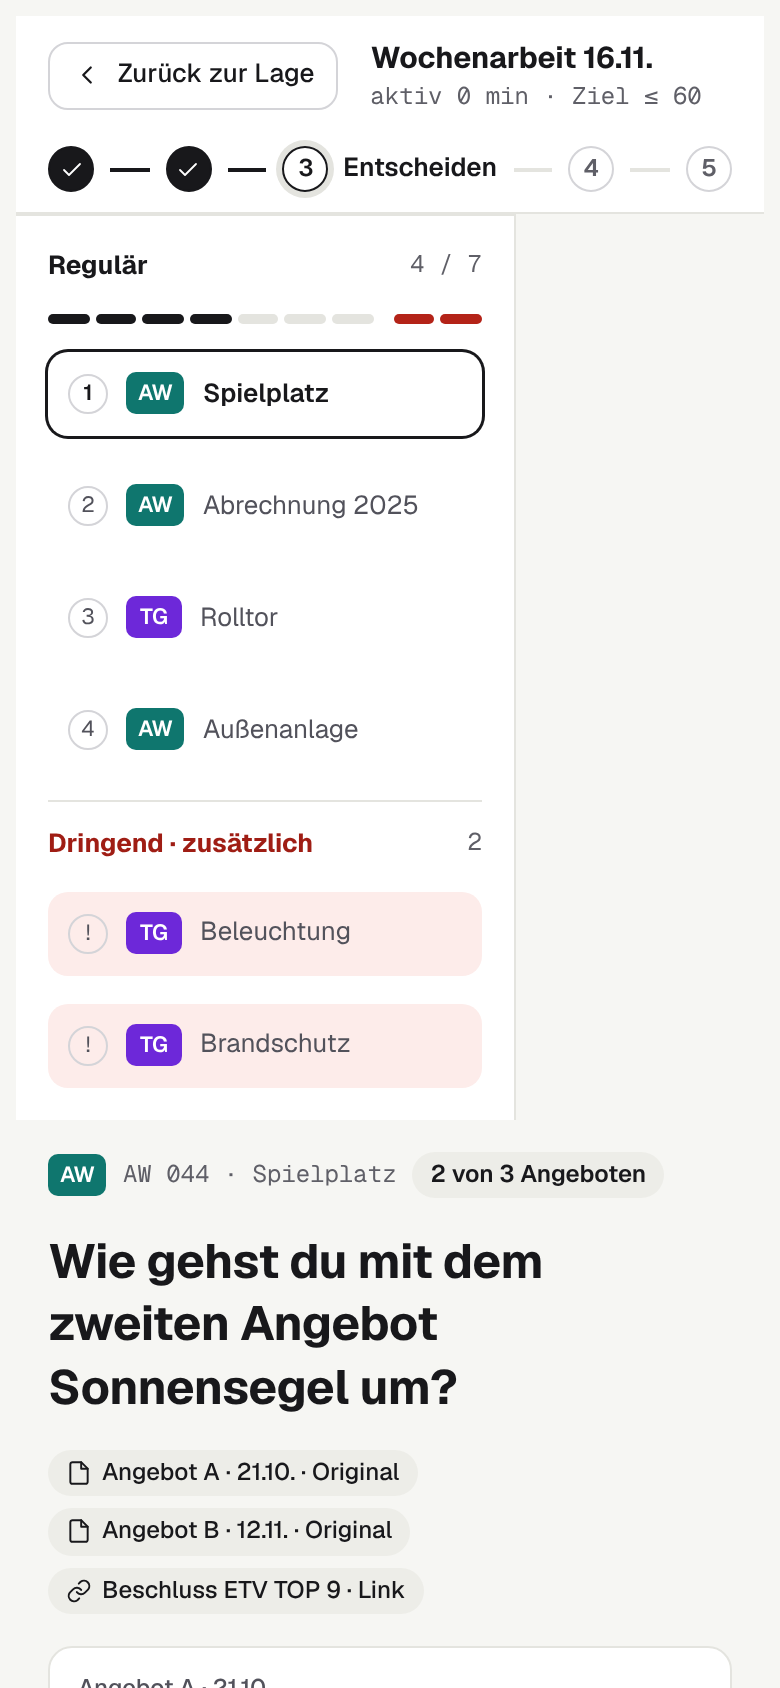 Zurück zur Lage
Wochenarbeit 16.11.
aktiv 0 min · Ziel ≤ 60
3 Entscheiden 4 5
Regulär 4 / 7
1 AW Spielplatz
2 AW Abrechnung 2025
3 TG Rolltor
4 AW Außenanlage
Dringend · zusätzlich 2
! TG Beleuchtung
! TG Brandschutz
AW AW 044 · Spielplatz 2 von 3 Angeboten
Wie gehst du mit dem
zweiten Angebot
Sonnensegel um?
Angebot A · 21.10. · Original
Angebot B · 12.11. · Original
Beschluss ETV TOP 9 · Link
Angebot A · 21.10.